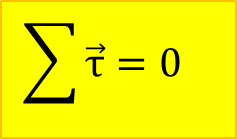 ∑ τ⃗ = 0